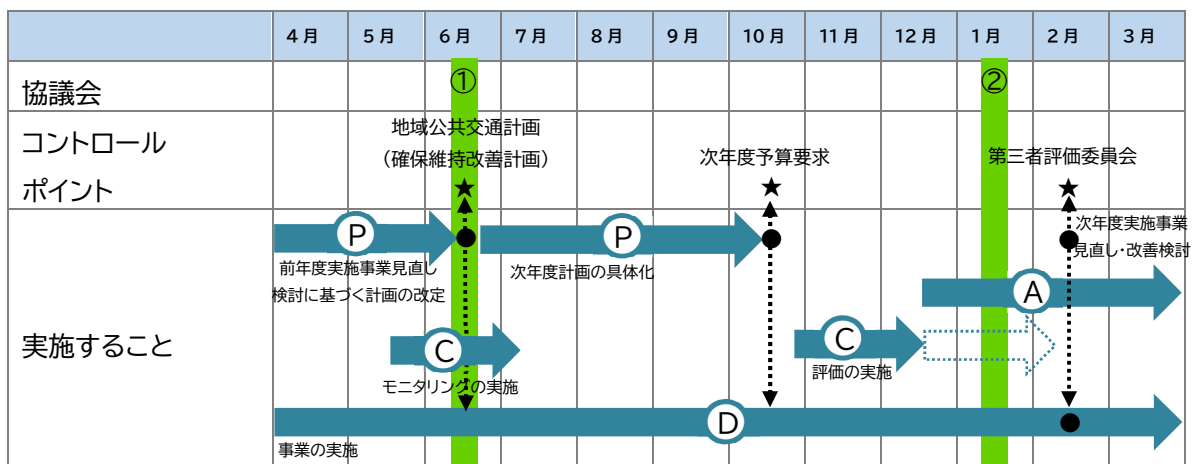 4月 5月 6月 7月 8月 9月 10月 11月 12月 1月 2月 3月
協議会 ① ②
コントロール
ポイント
地域公共交通計画
（確保維持改善計画）
次年度予算要求
第三者評価委員会
実施すること
P
前年度実施事業見直し
検討に基づく計画の改定
P
次年度計画の具体化
次年度実施事業
見直し・改善検討
A
C
モニタリングの実施
C
評価の実施
D
事業の実施